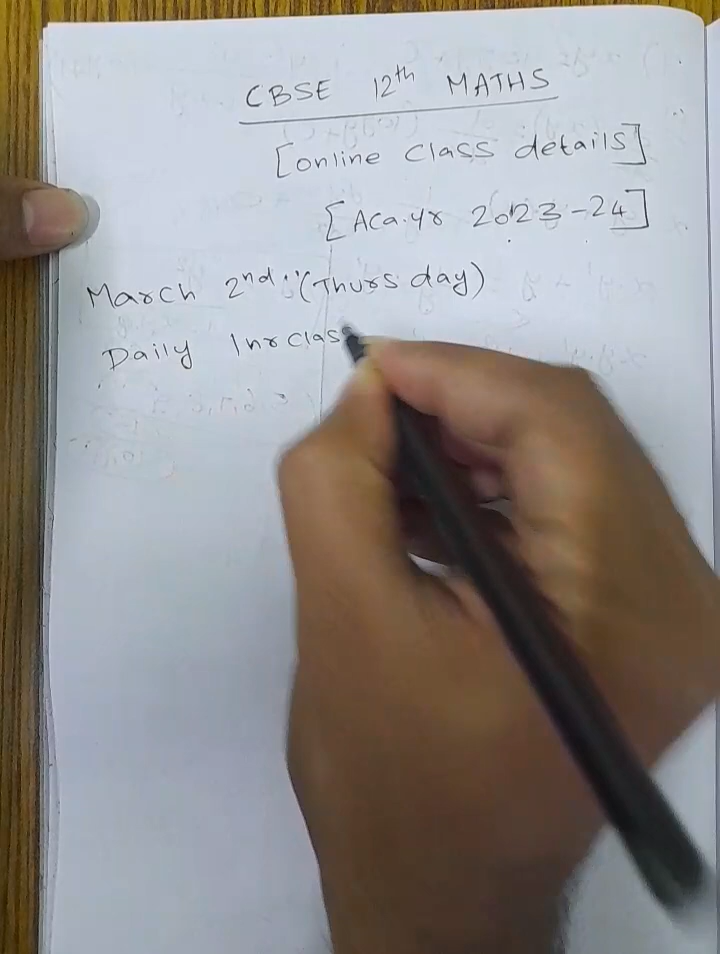 CBSE 12th MATHS
[online class details]
[Aca.yr 2023-24]
March 2nd. (Thursday)
Daily 1hr class